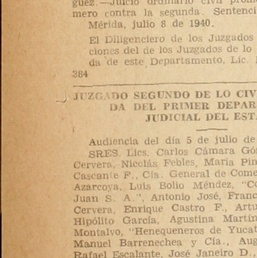 guez.—Juicio ordinario civil prom
mero contra la segunda. Sentenci
Mérida, julio 8 de 1940.
El Diligenciero de los Juzgados
ciones del de los Juzgados de lo
da de este Departamento, Lic.
384
JUZGADO SEGUNDO DE LO CIV
DA DEL PRIMER DEPAR
JUDICIAL DEL EST
Audiencia del día 5 de julio de
SRES. Lics. Carlos Cámara Gó
Cervera, Nicolás Febles, María Pin
Cascante F., Cía. General de Come
Azarcoya, Luis Bolio Méndez, "Co
Juan S. A.", Antonio José, Franc
Cervera, Enrique Castro F., Artur
Hipólito García, Agustina Martín
Montalvo, "Henequeneros de Yucat
Manuel Barrenechea y Cía., Aug
Rafael Escalante, José Janeiro D.,